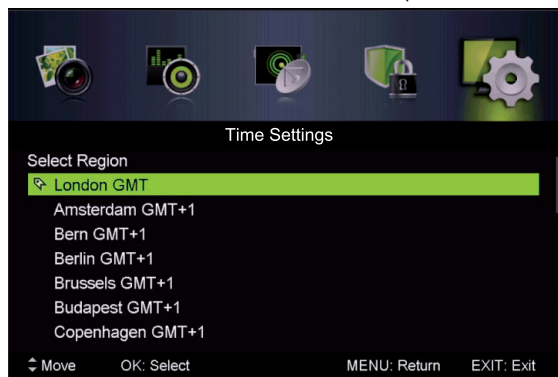 Time Settings
Select Region
London GMT
Amsterdam GMT+1
Bern GMT+1
Berlin GMT+1
Brussels GMT+1
Budapest GMT+1
Copenhagen GMT+1
Move OK: Select MENU: Return EXIT: Exit